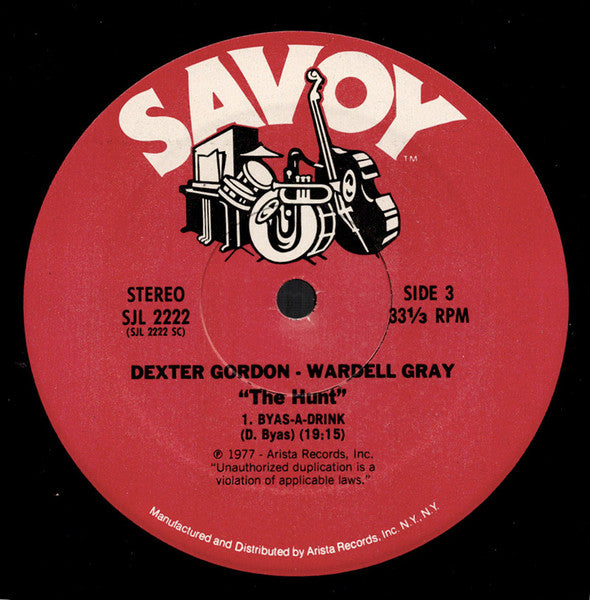 SAVOY
TM
STEREO
SJL 2222
(SJL 2222 SC)
SIDE 3
33 1/3 RPM
DEXTER GORDON - WARDELL GRAY
"The Hunt"
1. BYAS-A-DRINK
(D. Byas) (19:15)
℗ 1977 - Arista Records, Inc.
"Unauthorized duplication is a
violation of applicable laws."
Manufactured and Distributed by Arista Records, Inc. N.Y., N.Y.